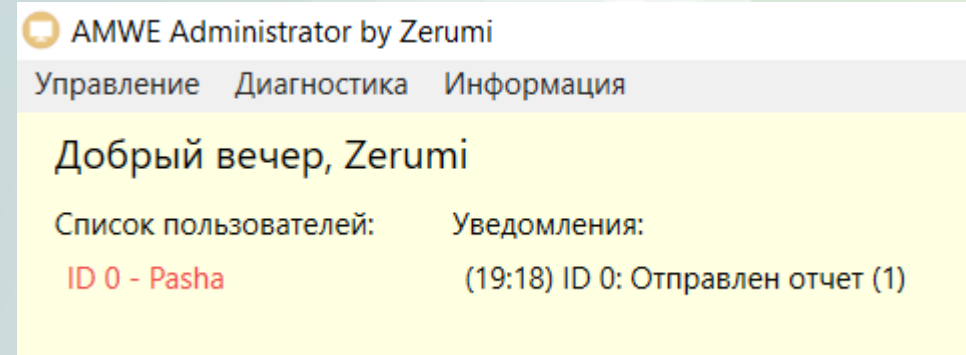 AMWE Administrator by Zerumi
Управление Диагностика Информация
Добрый вечер, Zerumi
Список пользователей: Уведомления:
ID 0 - Pasha (19:18) ID 0: Отправлен отчет (1)